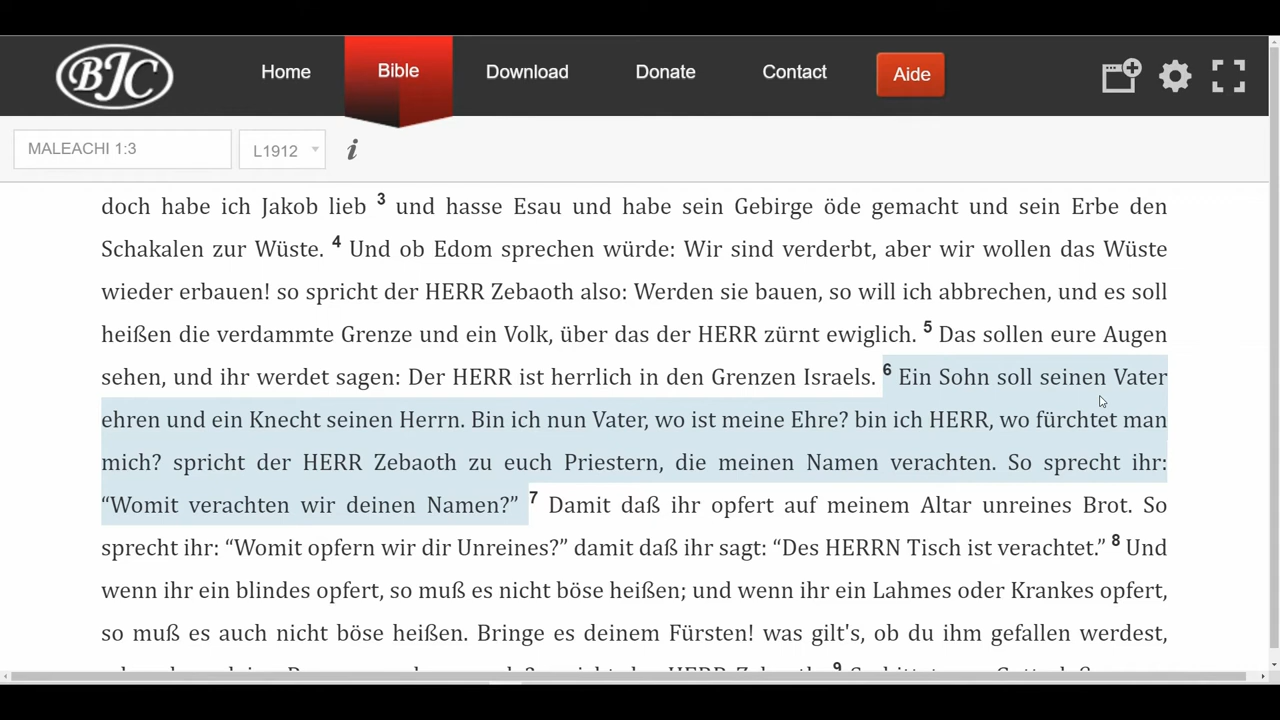 BJC
Home
Bible
Download
Donate
Contact
Aide
MALEACHI 1:3
L1912
i
doch habe ich Jakob lieb 3 und hasse Esau und habe sein Gebirge öde gemacht und sein Erbe den
Schakalen zur Wüste. 4 Und ob Edom sprechen würde: Wir sind verderbt, aber wir wollen das Wüste
wieder erbauen! so spricht der HERR Zebaoth also: Werden sie bauen, so will ich abbrechen, und es soll
heißen die verdammte Grenze und ein Volk, über das der HERR zürnt ewiglich. 5 Das sollen eure Augen
sehen, und ihr werdet sagen: Der HERR ist herrlich in den Grenzen Israels. 6 Ein Sohn soll seinen Vater
ehren und ein Knecht seinen Herrn. Bin ich nun Vater, wo ist meine Ehre? bin ich HERR, wo fürchtet man
mich? spricht der HERR Zebaoth zu euch Priestern, die meinen Namen verachten. So sprecht ihr:
“Womit verachten wir deinen Namen?” 7 Damit daß ihr opfert auf meinem Altar unreines Brot. So
sprecht ihr: “Womit opfern wir dir Unreines?” damit daß ihr sagt: “Des HERRN Tisch ist verachtet.” 8 Und
wenn ihr ein blindes opfert, so muß es nicht böse heißen; und wenn ihr ein Lahmes oder Krankes opfert,
so muß es auch nicht böse heißen. Bringe es deinem Fürsten! was gilt's, ob du ihm gefallen werdest,